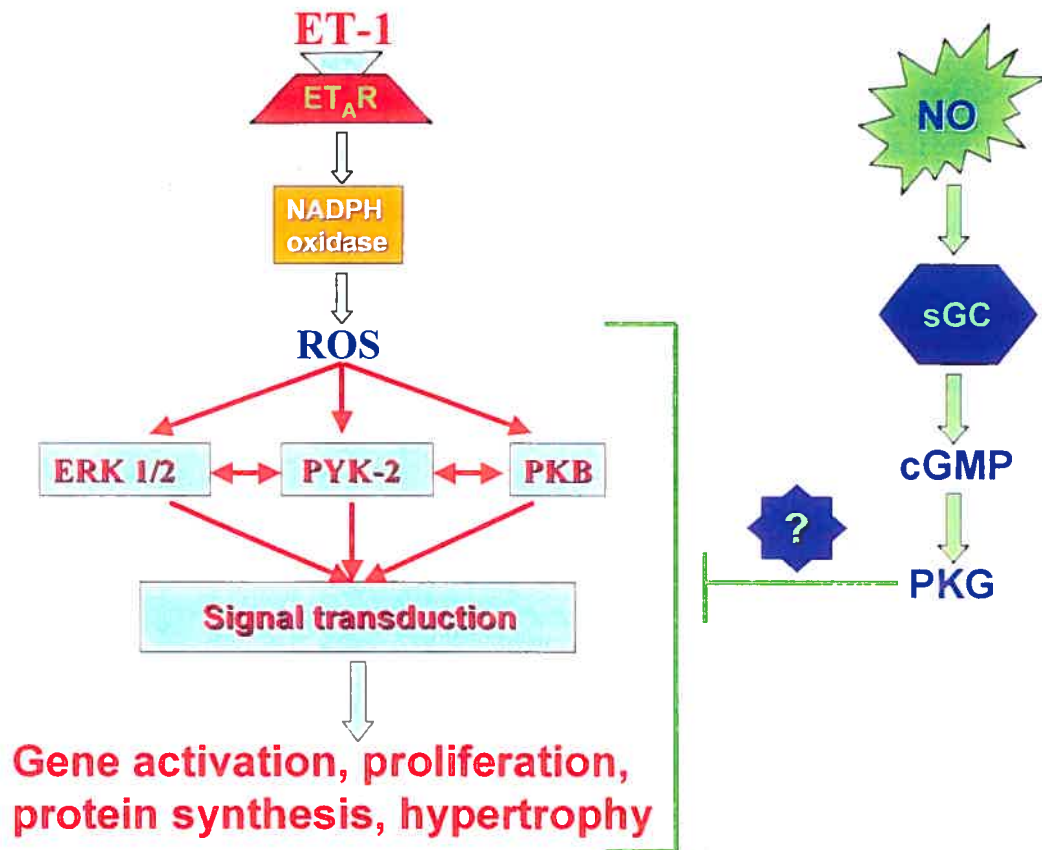 ET-1
ET_AR
NADPH
oxidase
ROS
ERK 1/2
PYK-2
PKB
Signal transduction
Gene activation, proliferation,
protein synthesis, hypertrophy
NO
sGC
cGMP
?
PKG